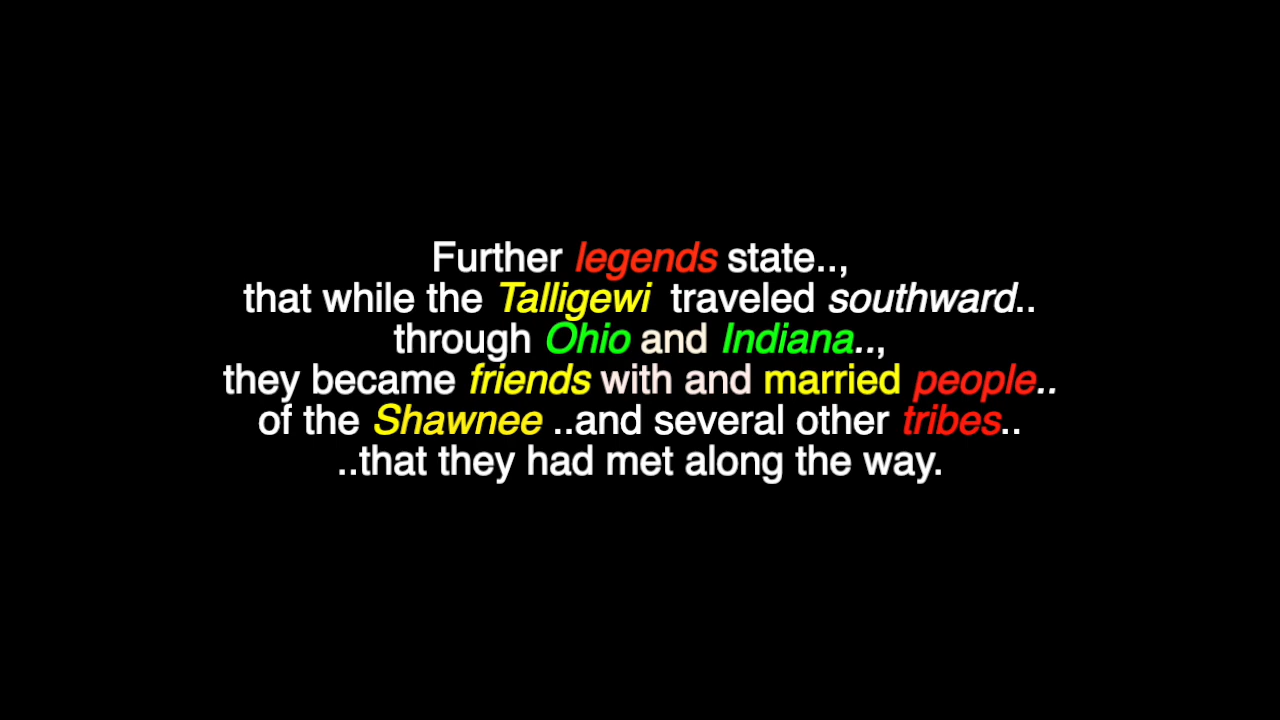 Further legends state..,
that while the Talligewi traveled southward..
through Ohio and Indiana..,
they became friends with and married people..
of the Shawnee ..and several other tribes..
..that they had met along the way.